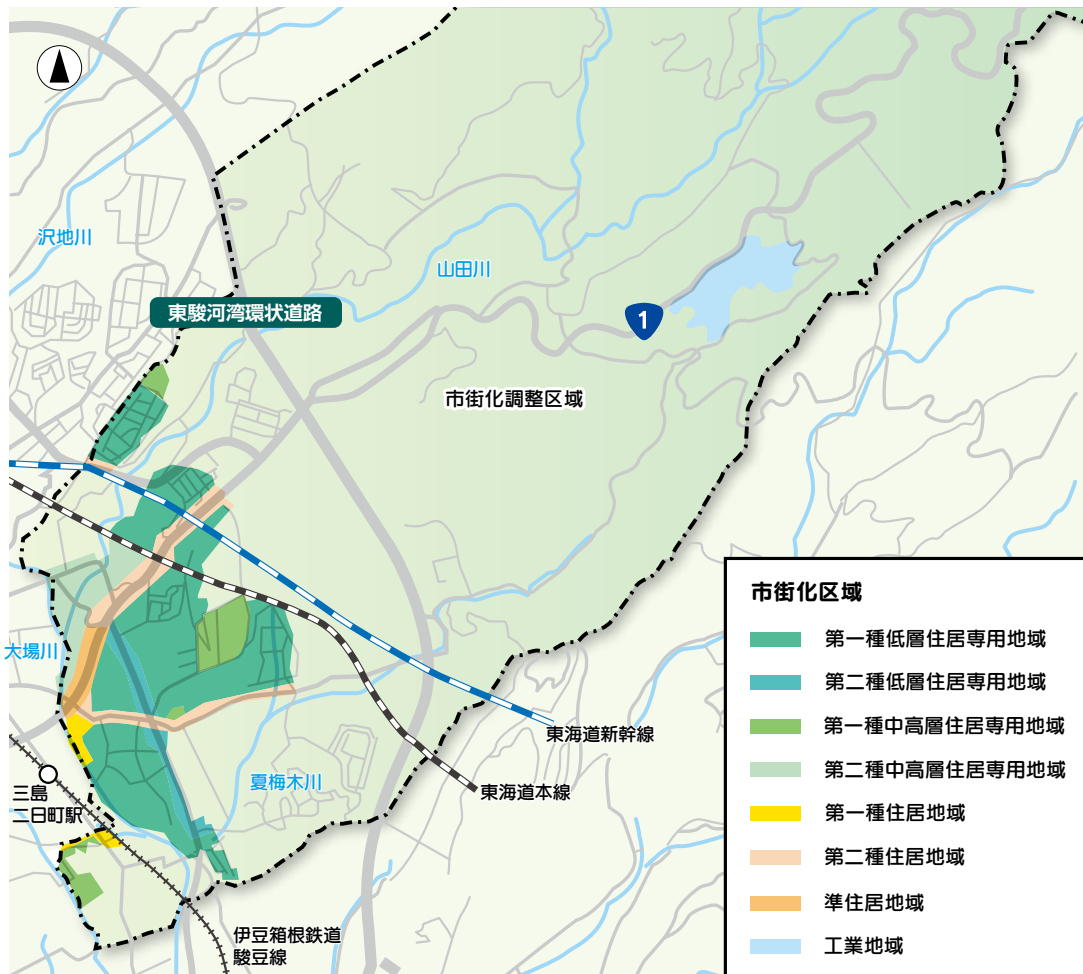 沢地川
山田川
東駿河湾環状道路
1
市街化調整区域
大場川
東海道新幹線
東海道本線
夏梅木川
三島
二日町駅
伊豆箱根鉄道
駿豆線
市街化区域
第一種低層住居専用地域
第二種低層住居専用地域
第一種中高層住居専用地域
第二種中高層住居専用地域
第一種住居地域
第二種住居地域
準住居地域
工業地域